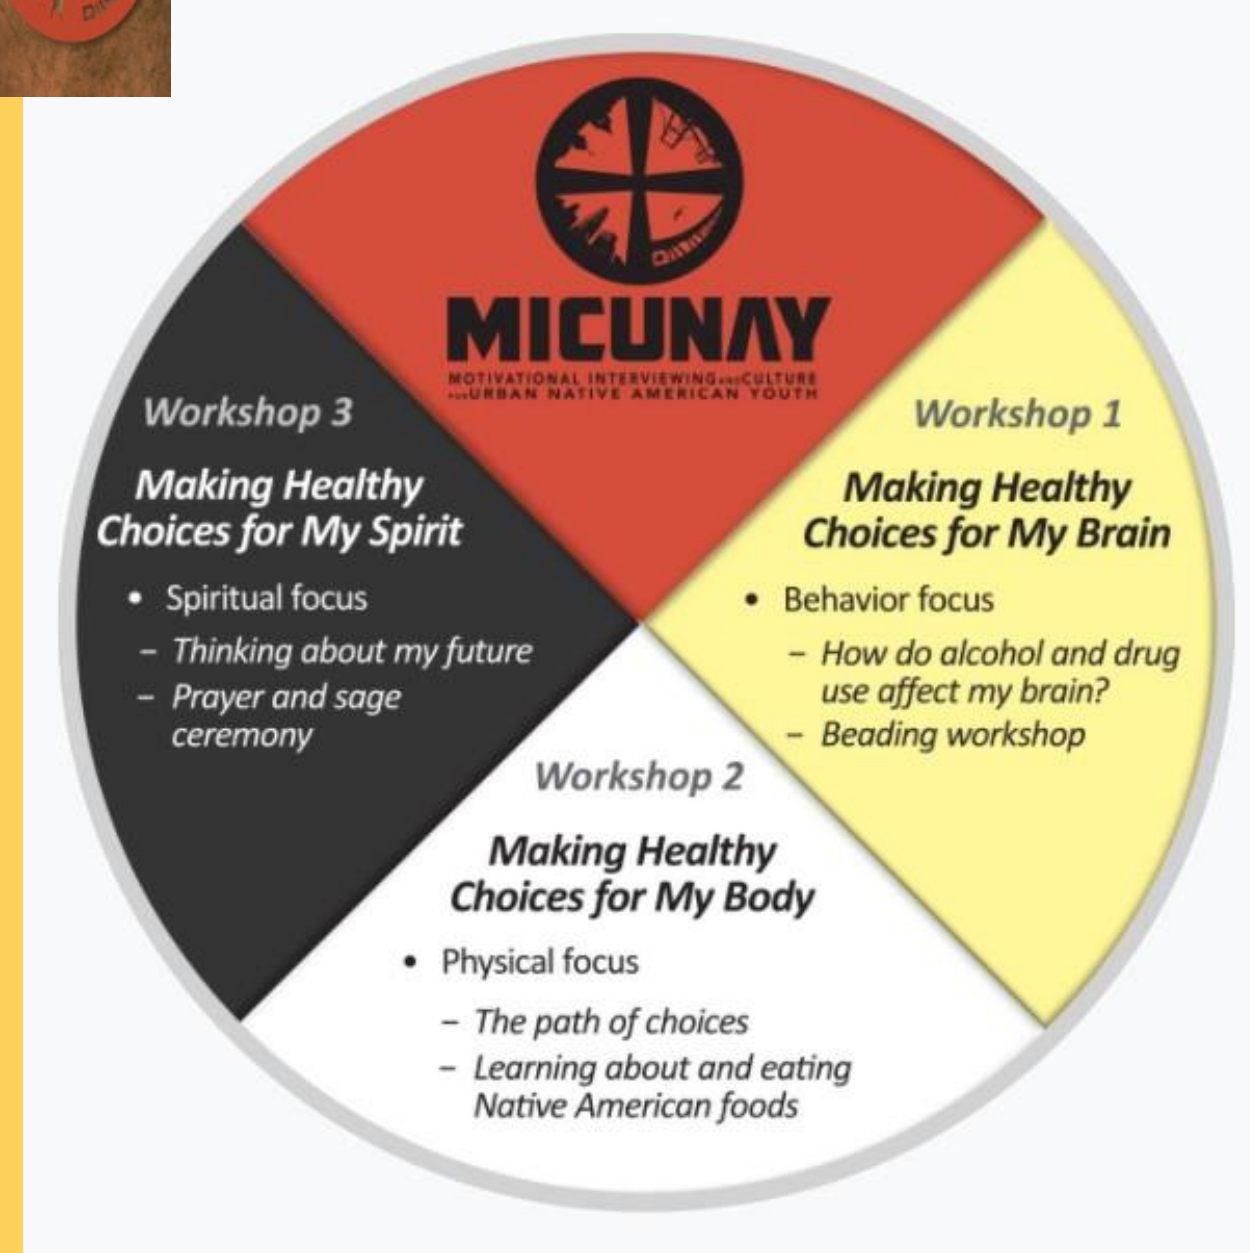 MICUNAY
MOTIVATIONAL INTERVIEWING AND CULTURE
FOR URBAN NATIVE AMERICAN YOUTH
Workshop 1
Making Healthy
Choices for My Brain
• Behavior focus
– How do alcohol and drug
use affect my brain?
– Beading workshop
Workshop 2
Making Healthy
Choices for My Body
• Physical focus
– The path of choices
– Learning about and eating
Native American foods
Workshop 3
Making Healthy
Choices for My Spirit
• Spiritual focus
– Thinking about my future
– Prayer and sage
ceremony